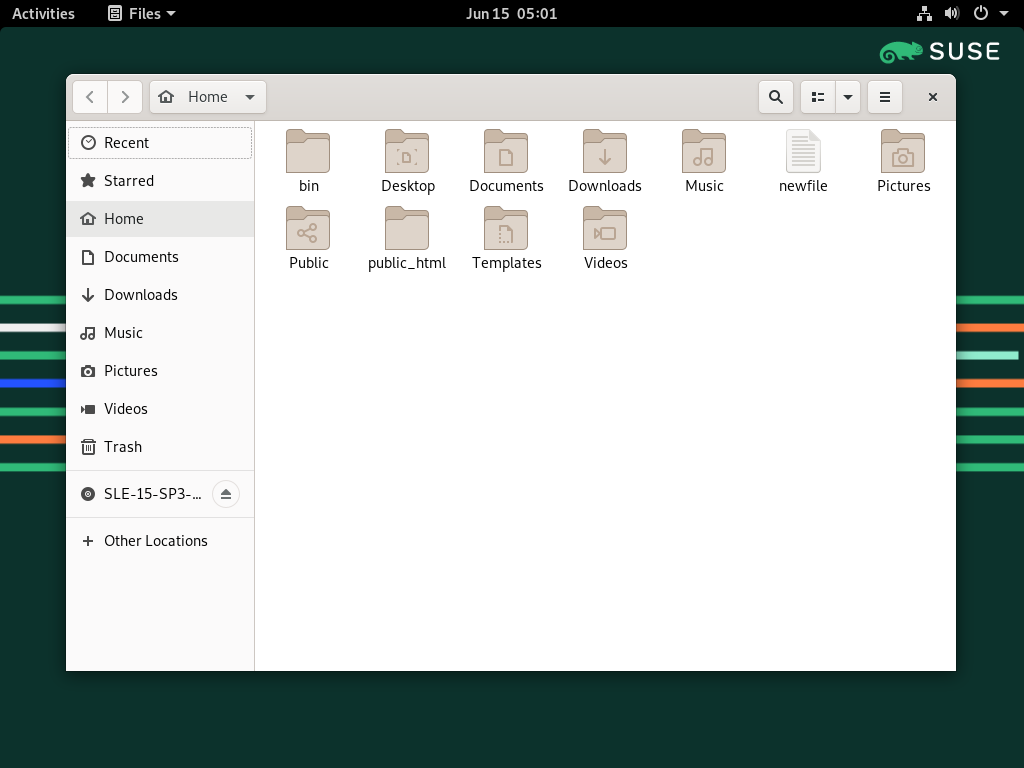 Activities
Files
Jun 15 05:01
SUSE
Home
Recent
Starred
Home
Documents
Downloads
Music
Pictures
Videos
Trash
SLE-15-SP3-...
Other Locations
bin
Desktop
Documents
Downloads
Music
newfile
Pictures
Public
public_html
Templates
Videos